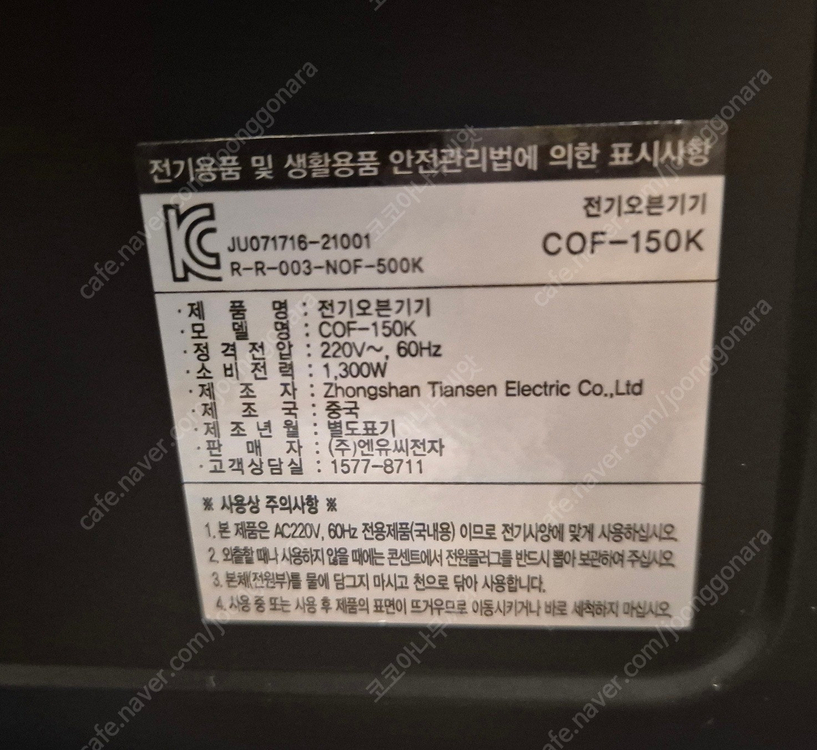 전기용품 및 생활용품 안전관리법에 의한 표시사항
전기오븐기기
COF-150K
KC
JU071716-21001
R-R-003-NOF-500K
·제 품 명 : 전기오븐기기
·모 델 명 : COF-150K
·정격전압 : 220V~, 60Hz
·소비전력 : 1,300W
·제 조 자 : Zhongshan Tiansen Electric Co.,Ltd
·제 조 국 : 중국
·제조년월 : 별도표기
·판 매 자 : (주)엔유씨전자
·고객상담실 : 1577-8711
※ 사용상 주의사항 ※
1. 본 제품은 AC220V, 60Hz 전용제품(국내용) 이므로 전기사양에 맞게 사용하십시오.
2. 외출할 때나 사용하지 않을 때에는 콘센트에서 전원플러그를 반드시 뽑아 보관하여 주십시오.
3. 본체(전원부)를 물에 담그지 마시고 천으로 닦아 사용합니다.
4. 사용 중 또는 사용 후 제품의 표면이 뜨거우므로 이동시키거나 바로 세척하지 마십시오.
cafe.naver.com/joonggonara